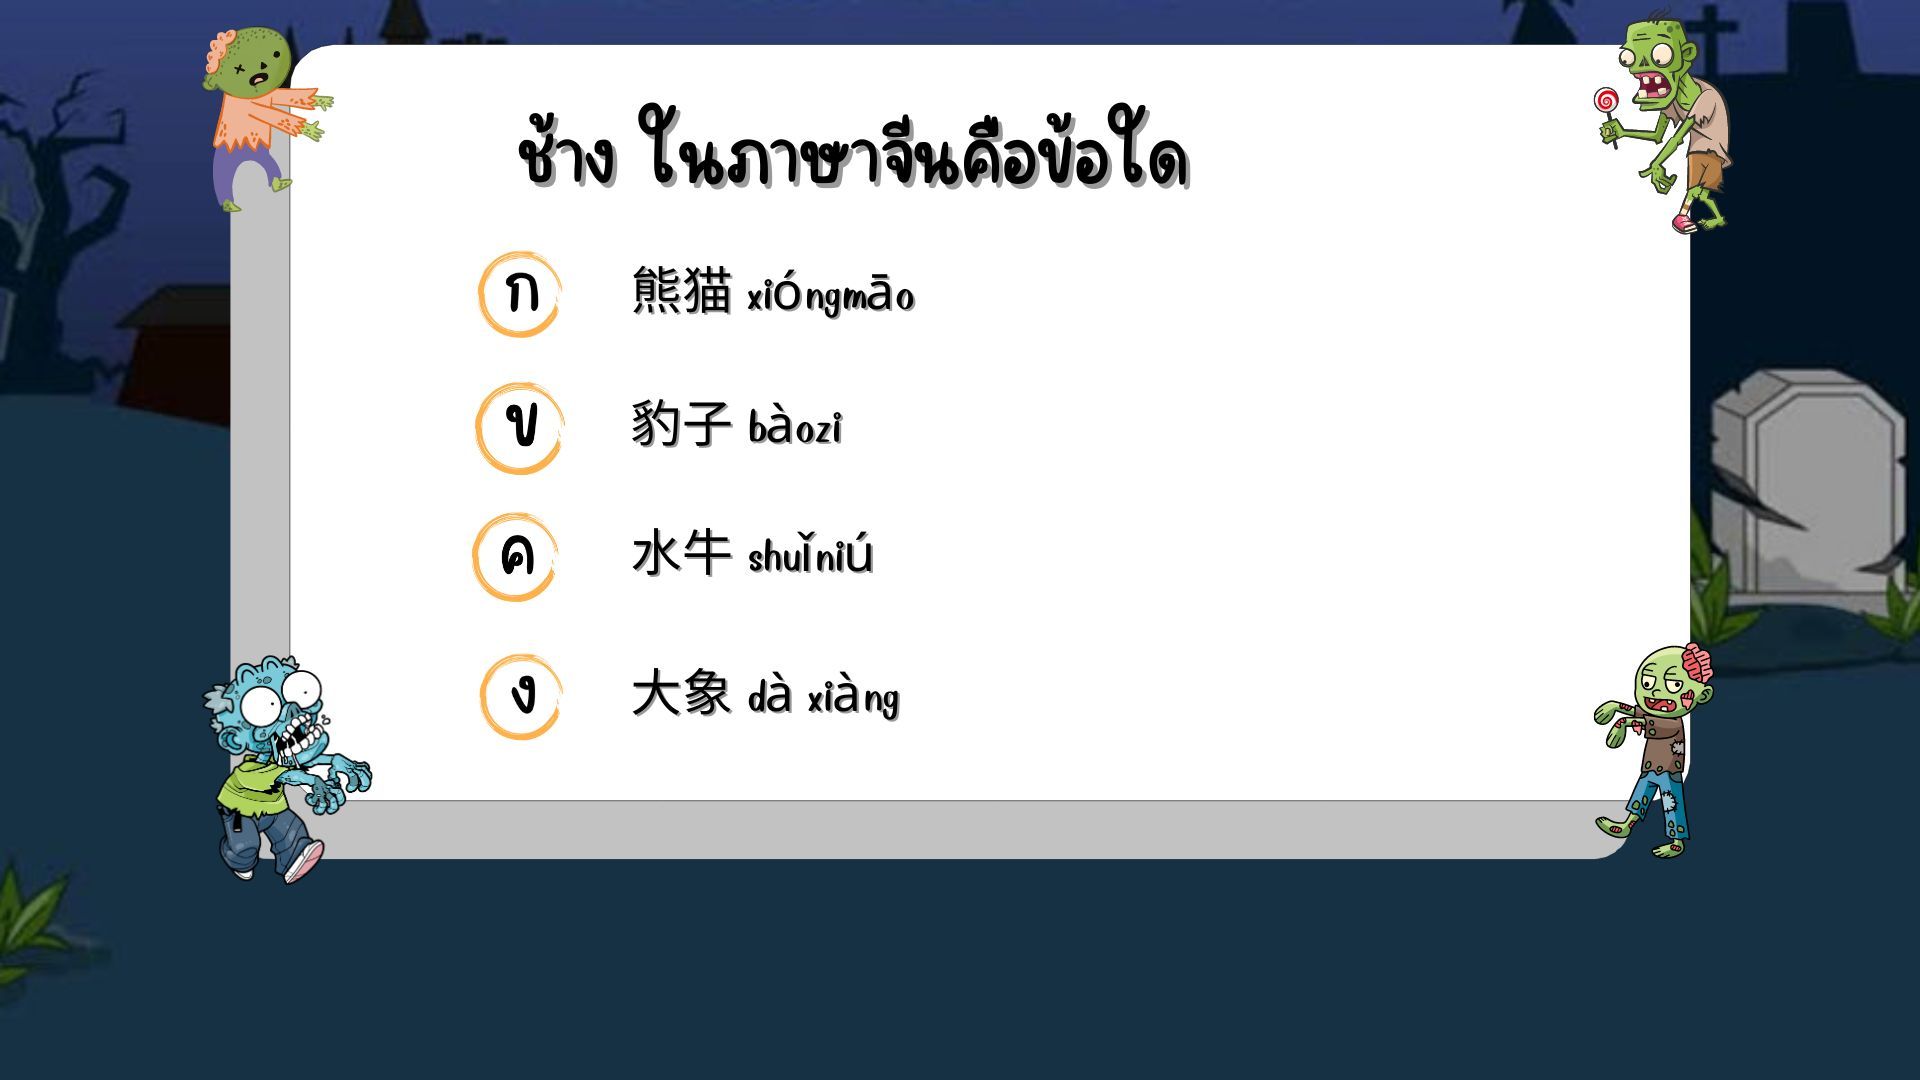 ช้าง ในภาษาจีนคือข้อใด
ก 熊猫 xióngmāo
ข 豹子 bàozi
ค 水牛 shuǐniú
ง 大象 dà xiàng